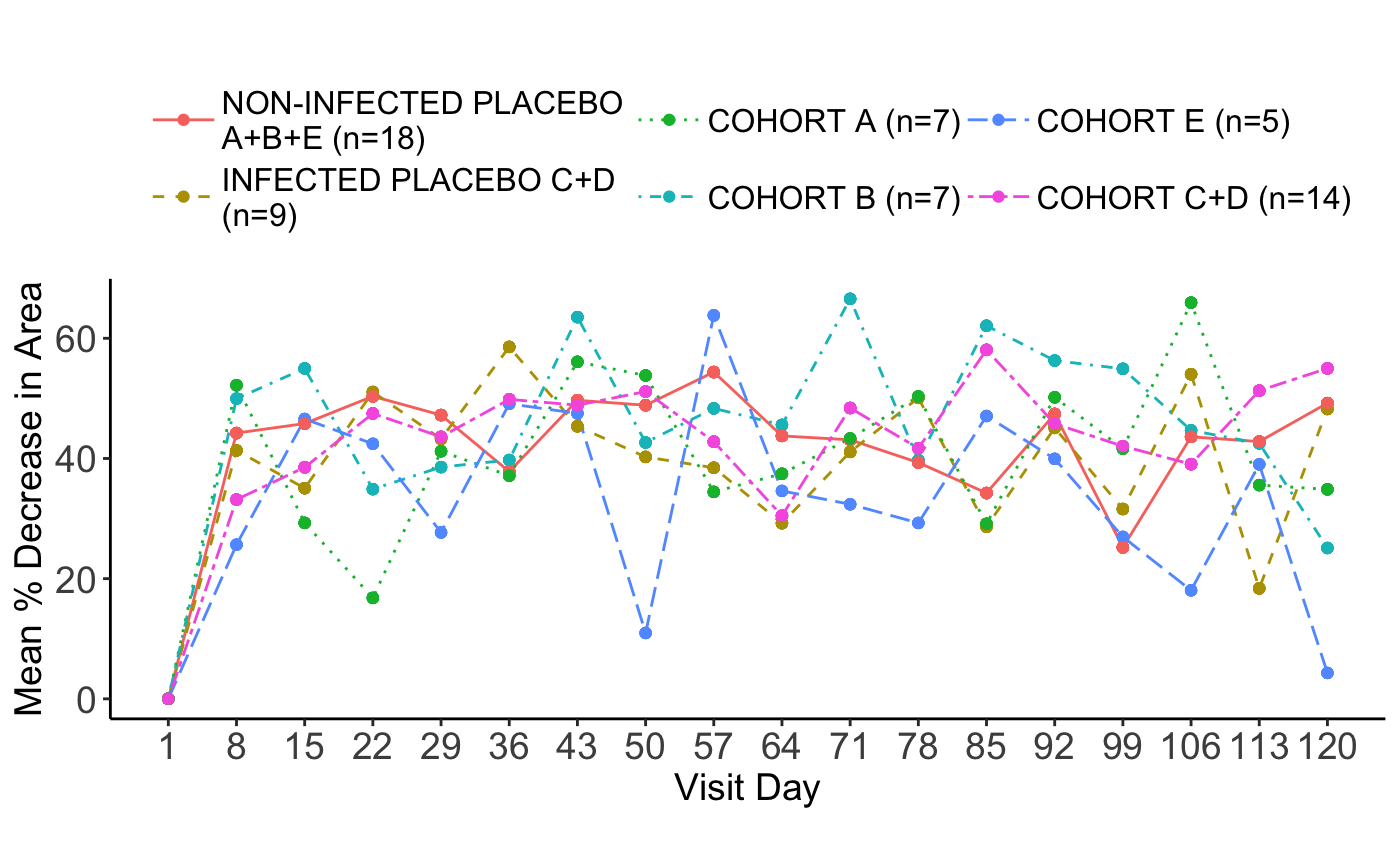 NON-INFECTED PLACEBO
A+B+E (n=18)
INFECTED PLACEBO C+D
(n=9)
COHORT A (n=7)
COHORT B (n=7)
COHORT E (n=5)
COHORT C+D (n=14)
Mean % Decrease in Area
60
40
20
0
1 8 15 22 29 36 43 50 57 64 71 78 85 92 99 106 113 120
Visit Day